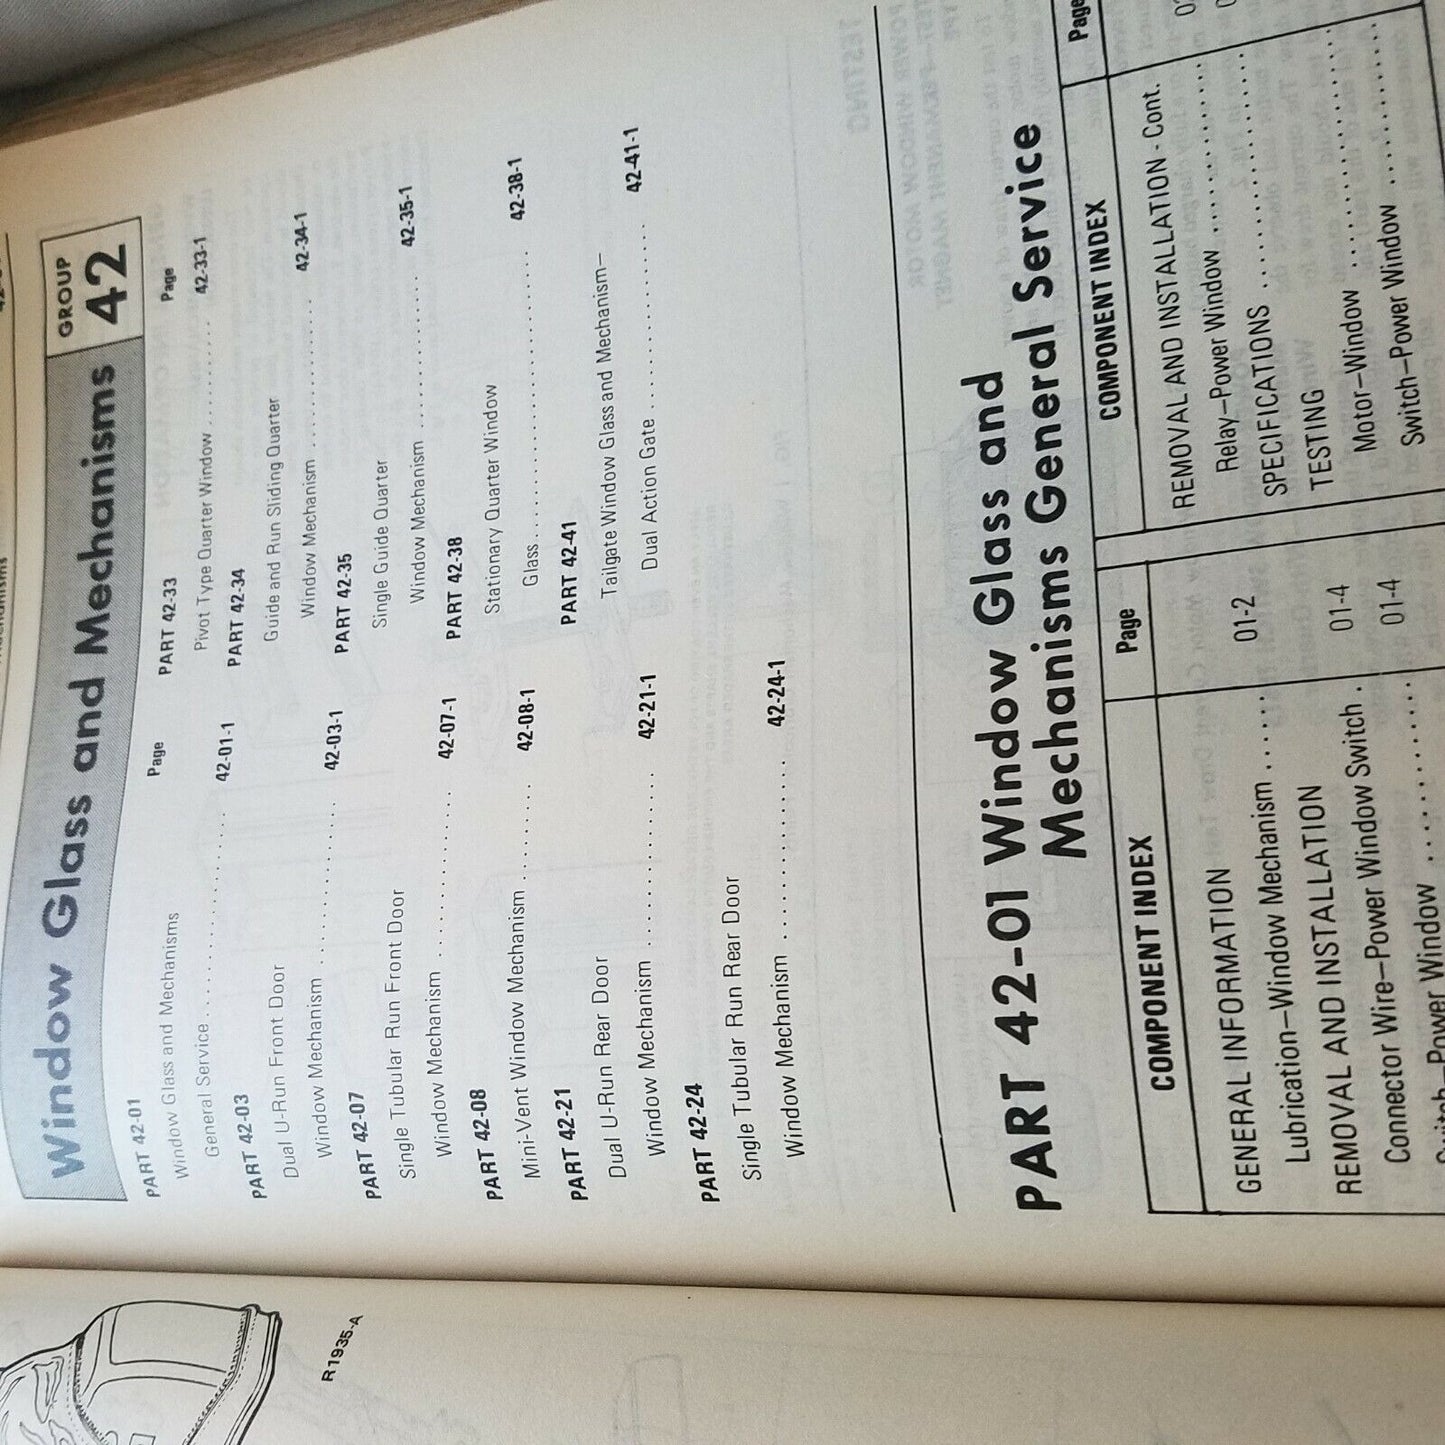 Window Glass and Mechanisms
GROUP
42
Page
PART 42-01
Window Glass and Mechanisms
General Service . . . . . . . . . . . . . . . . . . . 42-01-1
PART 42-03
Dual U-Run Front Door
Window Mechanism . . . . . . . . . . . . . . . . 42-03-1
PART 42-07
Single Tubular Run Front Door
Window Mechanism . . . . . . . . . . . . . . . . 42-07-1
PART 42-08
Mini-Vent Window Mechanism . . . . . . . . . 42-08-1
PART 42-21
Dual U-Run Rear Door
Window Mechanism . . . . . . . . . . . . . . . . 42-21-1
PART 42-24
Single Tubular Run Rear Door
Window Mechanism . . . . . . . . . . . . . . . . 42-24-1
Page
PART 42-33
Pivot Type Quarter Window . . . . . . . . . . 42-33-1
PART 42-34
Guide and Run Sliding Quarter
Window Mechanism . . . . . . . . . . . . . . . . 42-34-1
PART 42-35
Single Guide Quarter
Window Mechanism . . . . . . . . . . . . . . . . 42-35-1
PART 42-38
Stationary Quarter Window
Glass . . . . . . . . . . . . . . . . . . . . . . . . . . 42-38-1
PART 42-41
Tailgate Window Glass and Mechanism—
Dual Action Gate . . . . . . . . . . . . . . . . . . 42-41-1
PART 42-01 Window Glass and
Mechanisms General Service
COMPONENT INDEX Page
GENERAL INFORMATION
Lubrication—Window Mechanism . . . . . . 01-2
REMOVAL AND INSTALLATION
Connector Wire—Power Window Switch . 01-4
Switch—Power Window . . . . . . . . . . . . . 01-4
COMPONENT INDEX Page
REMOVAL AND INSTALLATION - Cont.
Relay—Power Window . . . . . . . . . . . . .
SPECIFICATIONS . . . . . . . . . . . . . . . . . .
TESTING
Motor—Window . . . . . . . . . . . . . . . . . .
Switch—Power Window . . . . . . . . . . . .
R1935-A